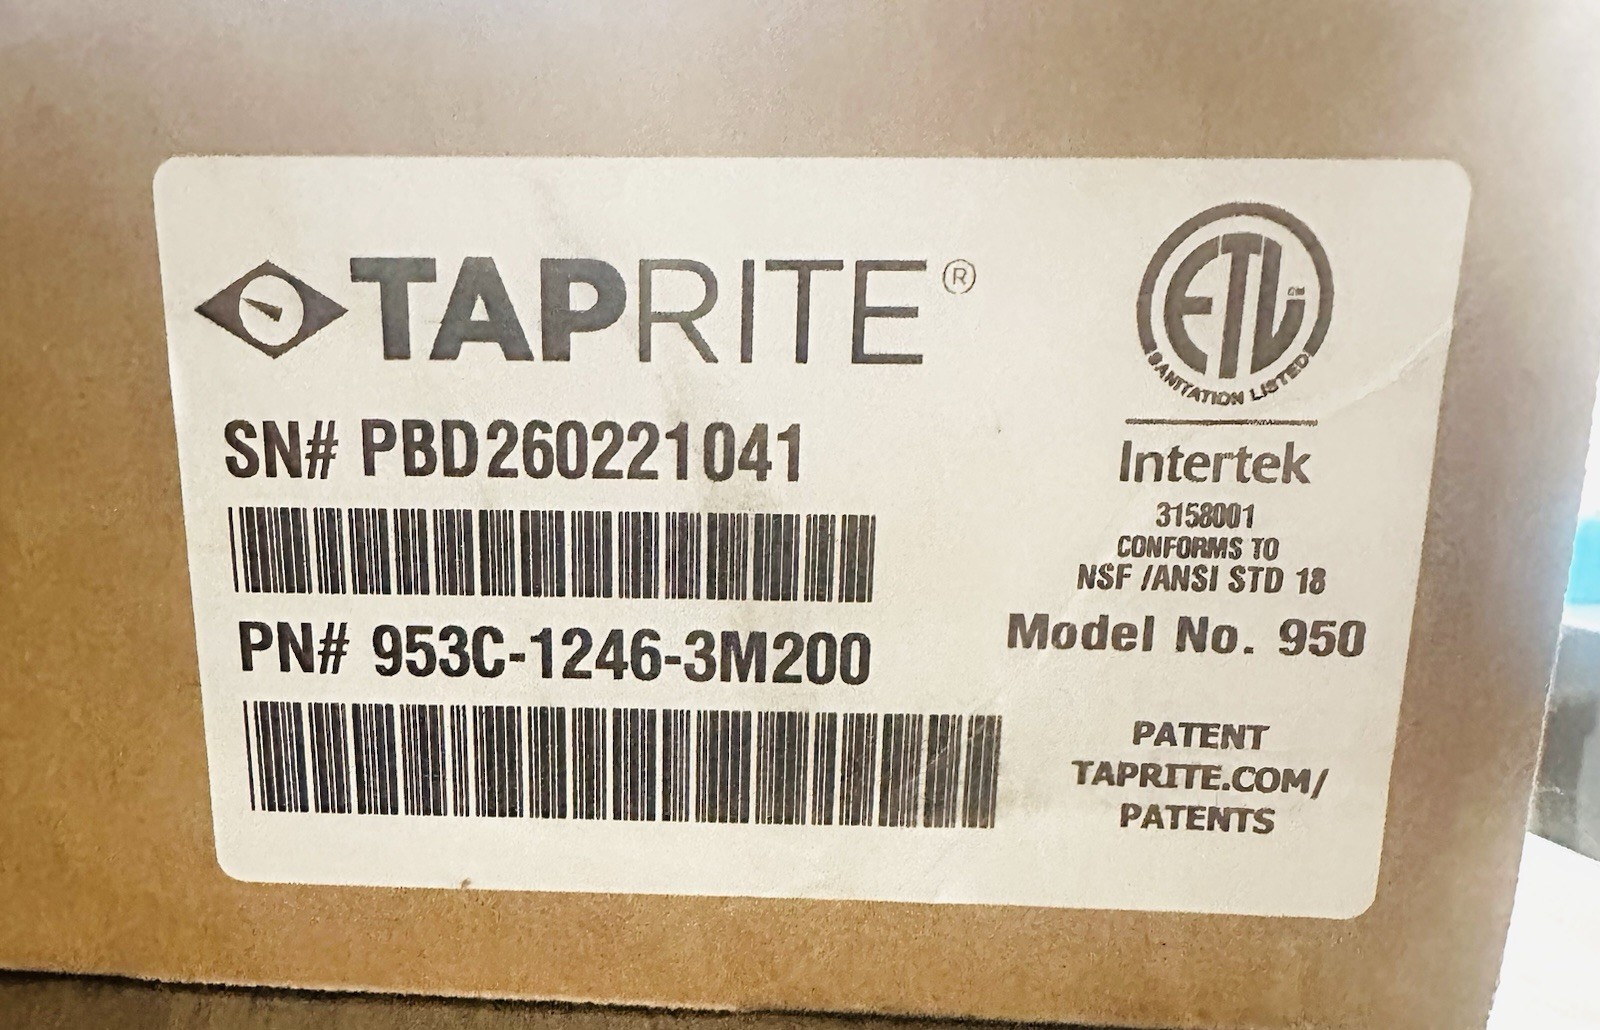 TAPRITE®
SN# PBD260221041
PN# 953C-1246-3M200
ETL CM
SANITATION LISTED
Intertek
3158001
CONFORMS TO
NSF /ANSI STD 18
Model No. 950
PATENT
TAPRITE.COM/
PATENTS